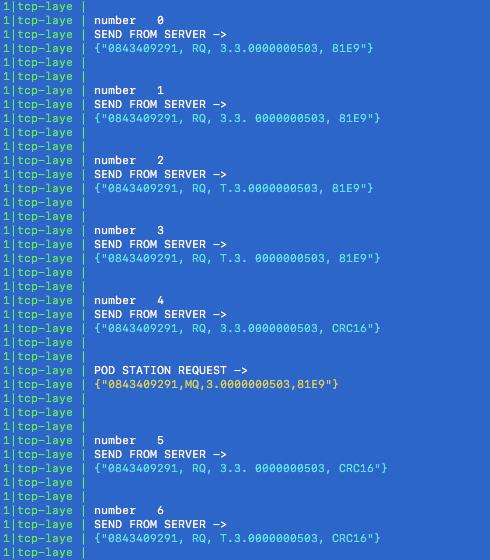 1|tcp-laye |
1|tcp-laye | number   0
1|tcp-laye | SEND FROM SERVER —>
1|tcp-laye | {"0843409291, RQ, 3.3.0000000503, 81E9"}
1|tcp-laye |
1|tcp-laye |
1|tcp-laye | number   1
1|tcp-laye | SEND FROM SERVER —>
1|tcp-laye | {"0843409291, RQ, 3.3. 0000000503, 81E9"}
1|tcp-laye |
1|tcp-laye |
1|tcp-laye | number   2
1|tcp-laye | SEND FROM SERVER —>
1|tcp-laye | {"0843409291, RQ, T.3.0000000503, 81E9"}
1|tcp-laye |
1|tcp-laye |
1|tcp-laye | number   3
1|tcp-laye | SEND FROM SERVER —>
1|tcp-laye | {"0843409291, RQ, T.3. 0000000503, 81E9"}
1|tcp-laye |
1|tcp-laye |
1|tcp-laye | number   4
1|tcp-laye | SEND FROM SERVER —>
1|tcp-laye | {"0843409291, RQ, 3.3.0000000503, CRC16"}
1|tcp-laye |
1|tcp-laye |
1|tcp-laye | POD STATION REQUEST —>
1|tcp-laye | {"0843409291,MQ,3.0000000503,81E9"}
1|tcp-laye |
1|tcp-laye |
1|tcp-laye |
1|tcp-laye | number   5
1|tcp-laye | SEND FROM SERVER —>
1|tcp-laye | {"0843409291, RQ, 3.3. 0000000503, CRC16"}
1|tcp-laye |
1|tcp-laye |
1|tcp-laye | number   6
1|tcp-laye | SEND FROM SERVER —>
1|tcp-laye | {"0843409291, RQ, T.3.0000000503, CRC16"}
1|tcp-laye |